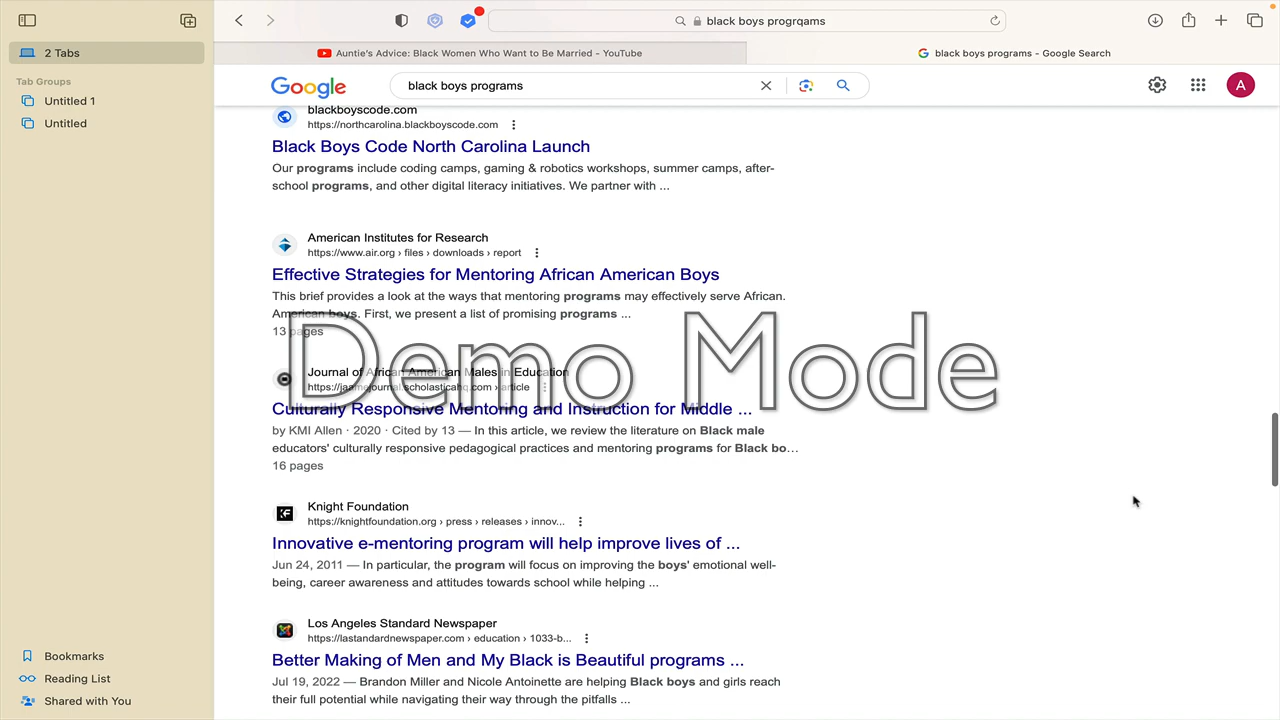 2 Tabs
Tab Groups
Untitled 1
Untitled
Bookmarks
Reading List
Shared with You
black boys progrqams
Auntie's Advice: Black Women Who Want to Be Married - YouTube
black boys programs - Google Search
Google
black boys programs
A
blackboyscode.com
https://northcarolina.blackboyscode.com
Black Boys Code North Carolina Launch
Our programs include coding camps, gaming & robotics workshops, summer camps, after-
school programs, and other digital literacy initiatives. We partner with ...
American Institutes for Research
https://www.air.org › files › downloads › report
Effective Strategies for Mentoring African American Boys
This brief provides a look at the ways that mentoring programs may effectively serve African.
American boys. First, we present a list of promising programs ...
13 pages
Demo Mode
Journal of African American Males in Education
https://jaamejournal.scholasticahq.com › article
Culturally Responsive Mentoring and Instruction for Middle ...
by KMI Allen · 2020 · Cited by 13 — In this article, we review the literature on Black male
educators' culturally responsive pedagogical practices and mentoring programs for Black bo...
16 pages
Knight Foundation
https://knightfoundation.org › press › releases › innov...
Innovative e-mentoring program will help improve lives of ...
Jun 24, 2011 — In particular, the program will focus on improving the boys' emotional well-
being, career awareness and attitudes towards school while helping ...
Los Angeles Standard Newspaper
https://lastandardnewspaper.com › education › 1033-b...
Better Making of Men and My Black is Beautiful programs ...
Jul 19, 2022 — Brandon Miller and Nicole Antoinette are helping Black boys and girls reach
their full potential while navigating their way through the pitfalls ...